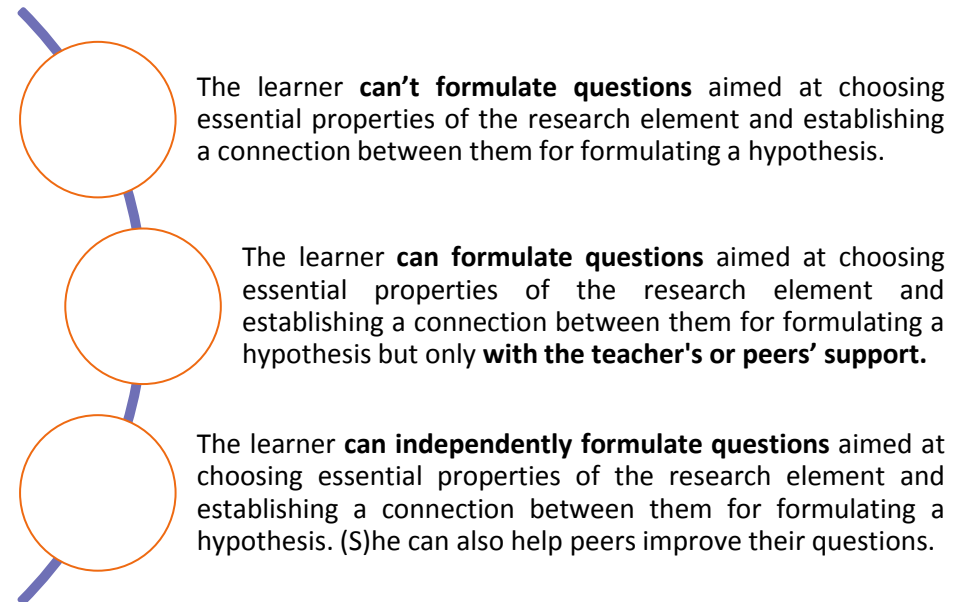 The learner can’t formulate questions aimed at choosing
essential properties of the research element and establishing
a connection between them for formulating a hypothesis.
The learner can formulate questions aimed at choosing
essential properties of the research element and
establishing a connection between them for formulating a
hypothesis but only with the teacher's or peers’ support.
The learner can independently formulate questions aimed at
choosing essential properties of the research element and
establishing a connection between them for formulating a
hypothesis. (S)he can also help peers improve their questions.